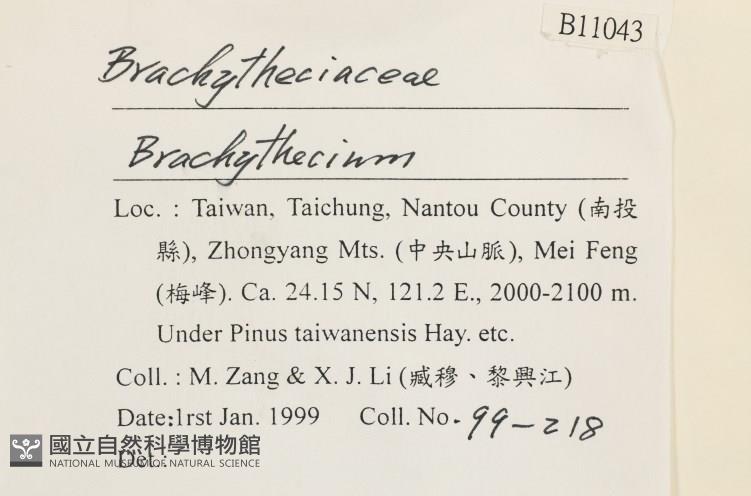 B11043
Brachytheciaceae
Brachythecium
Loc. : Taiwan, Taichung, Nantou County (南投
縣), Zhongyang Mts. (中央山脈), Mei Feng
(梅峰). Ca. 24.15 N, 121.2 E., 2000-2100 m.
Under Pinus taiwanensis Hay. etc.
Coll. : M. Zang & X. J. Li (臧穆、黎興江)
Date:1rst Jan. 1999 Coll. No. 99-218
國立自然科學博物館
NATIONAL MUSEUM OF NATURAL SCIENCE
Det.: